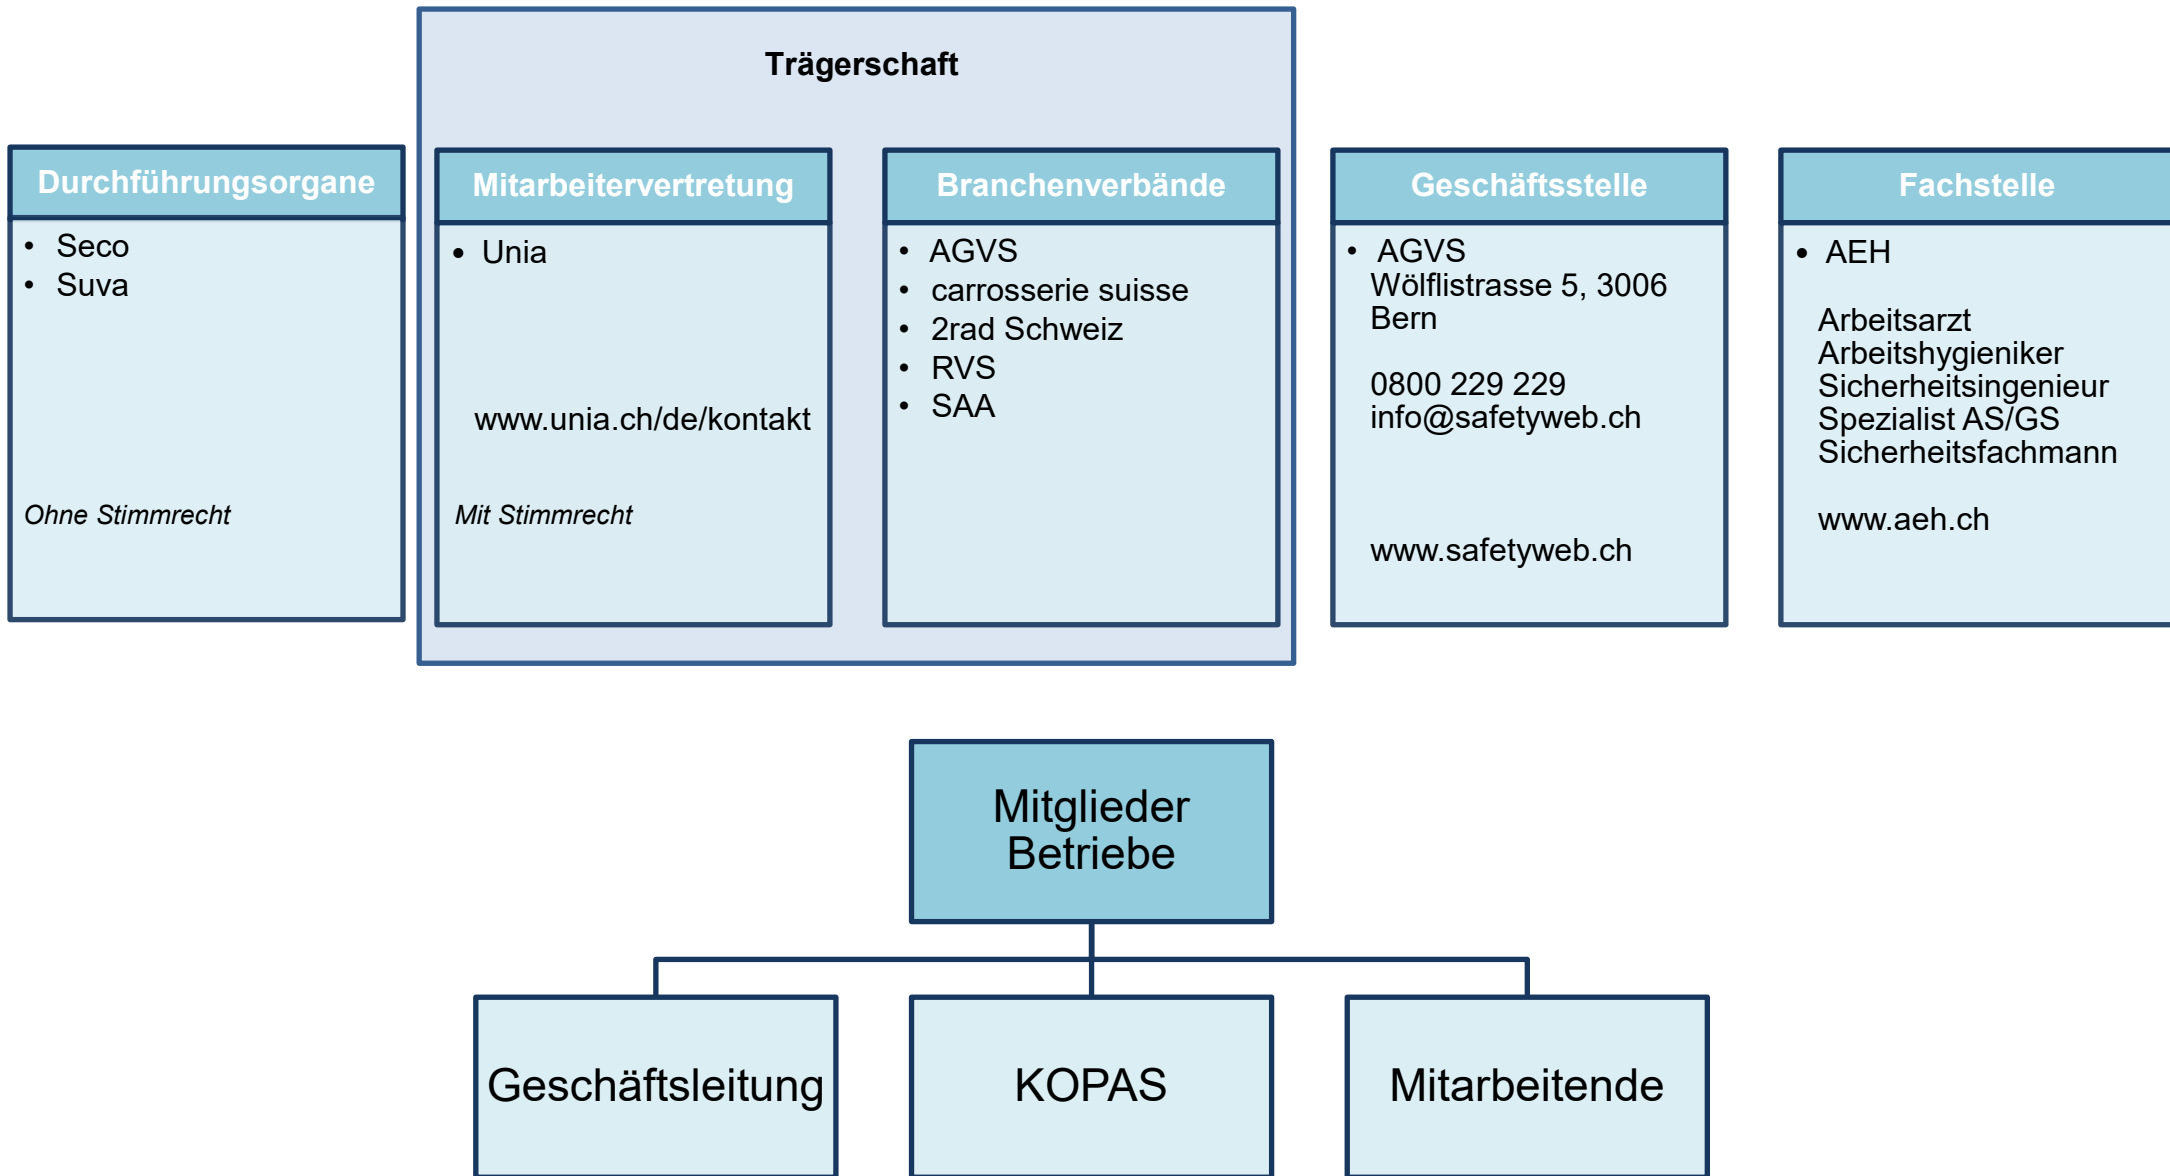 Trägerschaft
Durchführungsorgane
• Seco
• Suva
Ohne Stimmrecht
Mitarbeitervertretung
• Unia
www.unia.ch/de/kontakt
Mit Stimmrecht
Branchenverbände
• AGVS
• carrosserie suisse
• 2rad Schweiz
• RVS
• SAA
Geschäftsstelle
• AGVS
Wölflistrasse 5, 3006
Bern
0800 229 229
info@safetyweb.ch
www.safetyweb.ch
Fachstelle
• AEH
Arbeitsarzt
Arbeitshygieniker
Sicherheitsingenieur
Spezialist AS/GS
Sicherheitsfachmann
www.aeh.ch
Mitglieder
Betriebe
Geschäftsleitung
KOPAS
Mitarbeitende